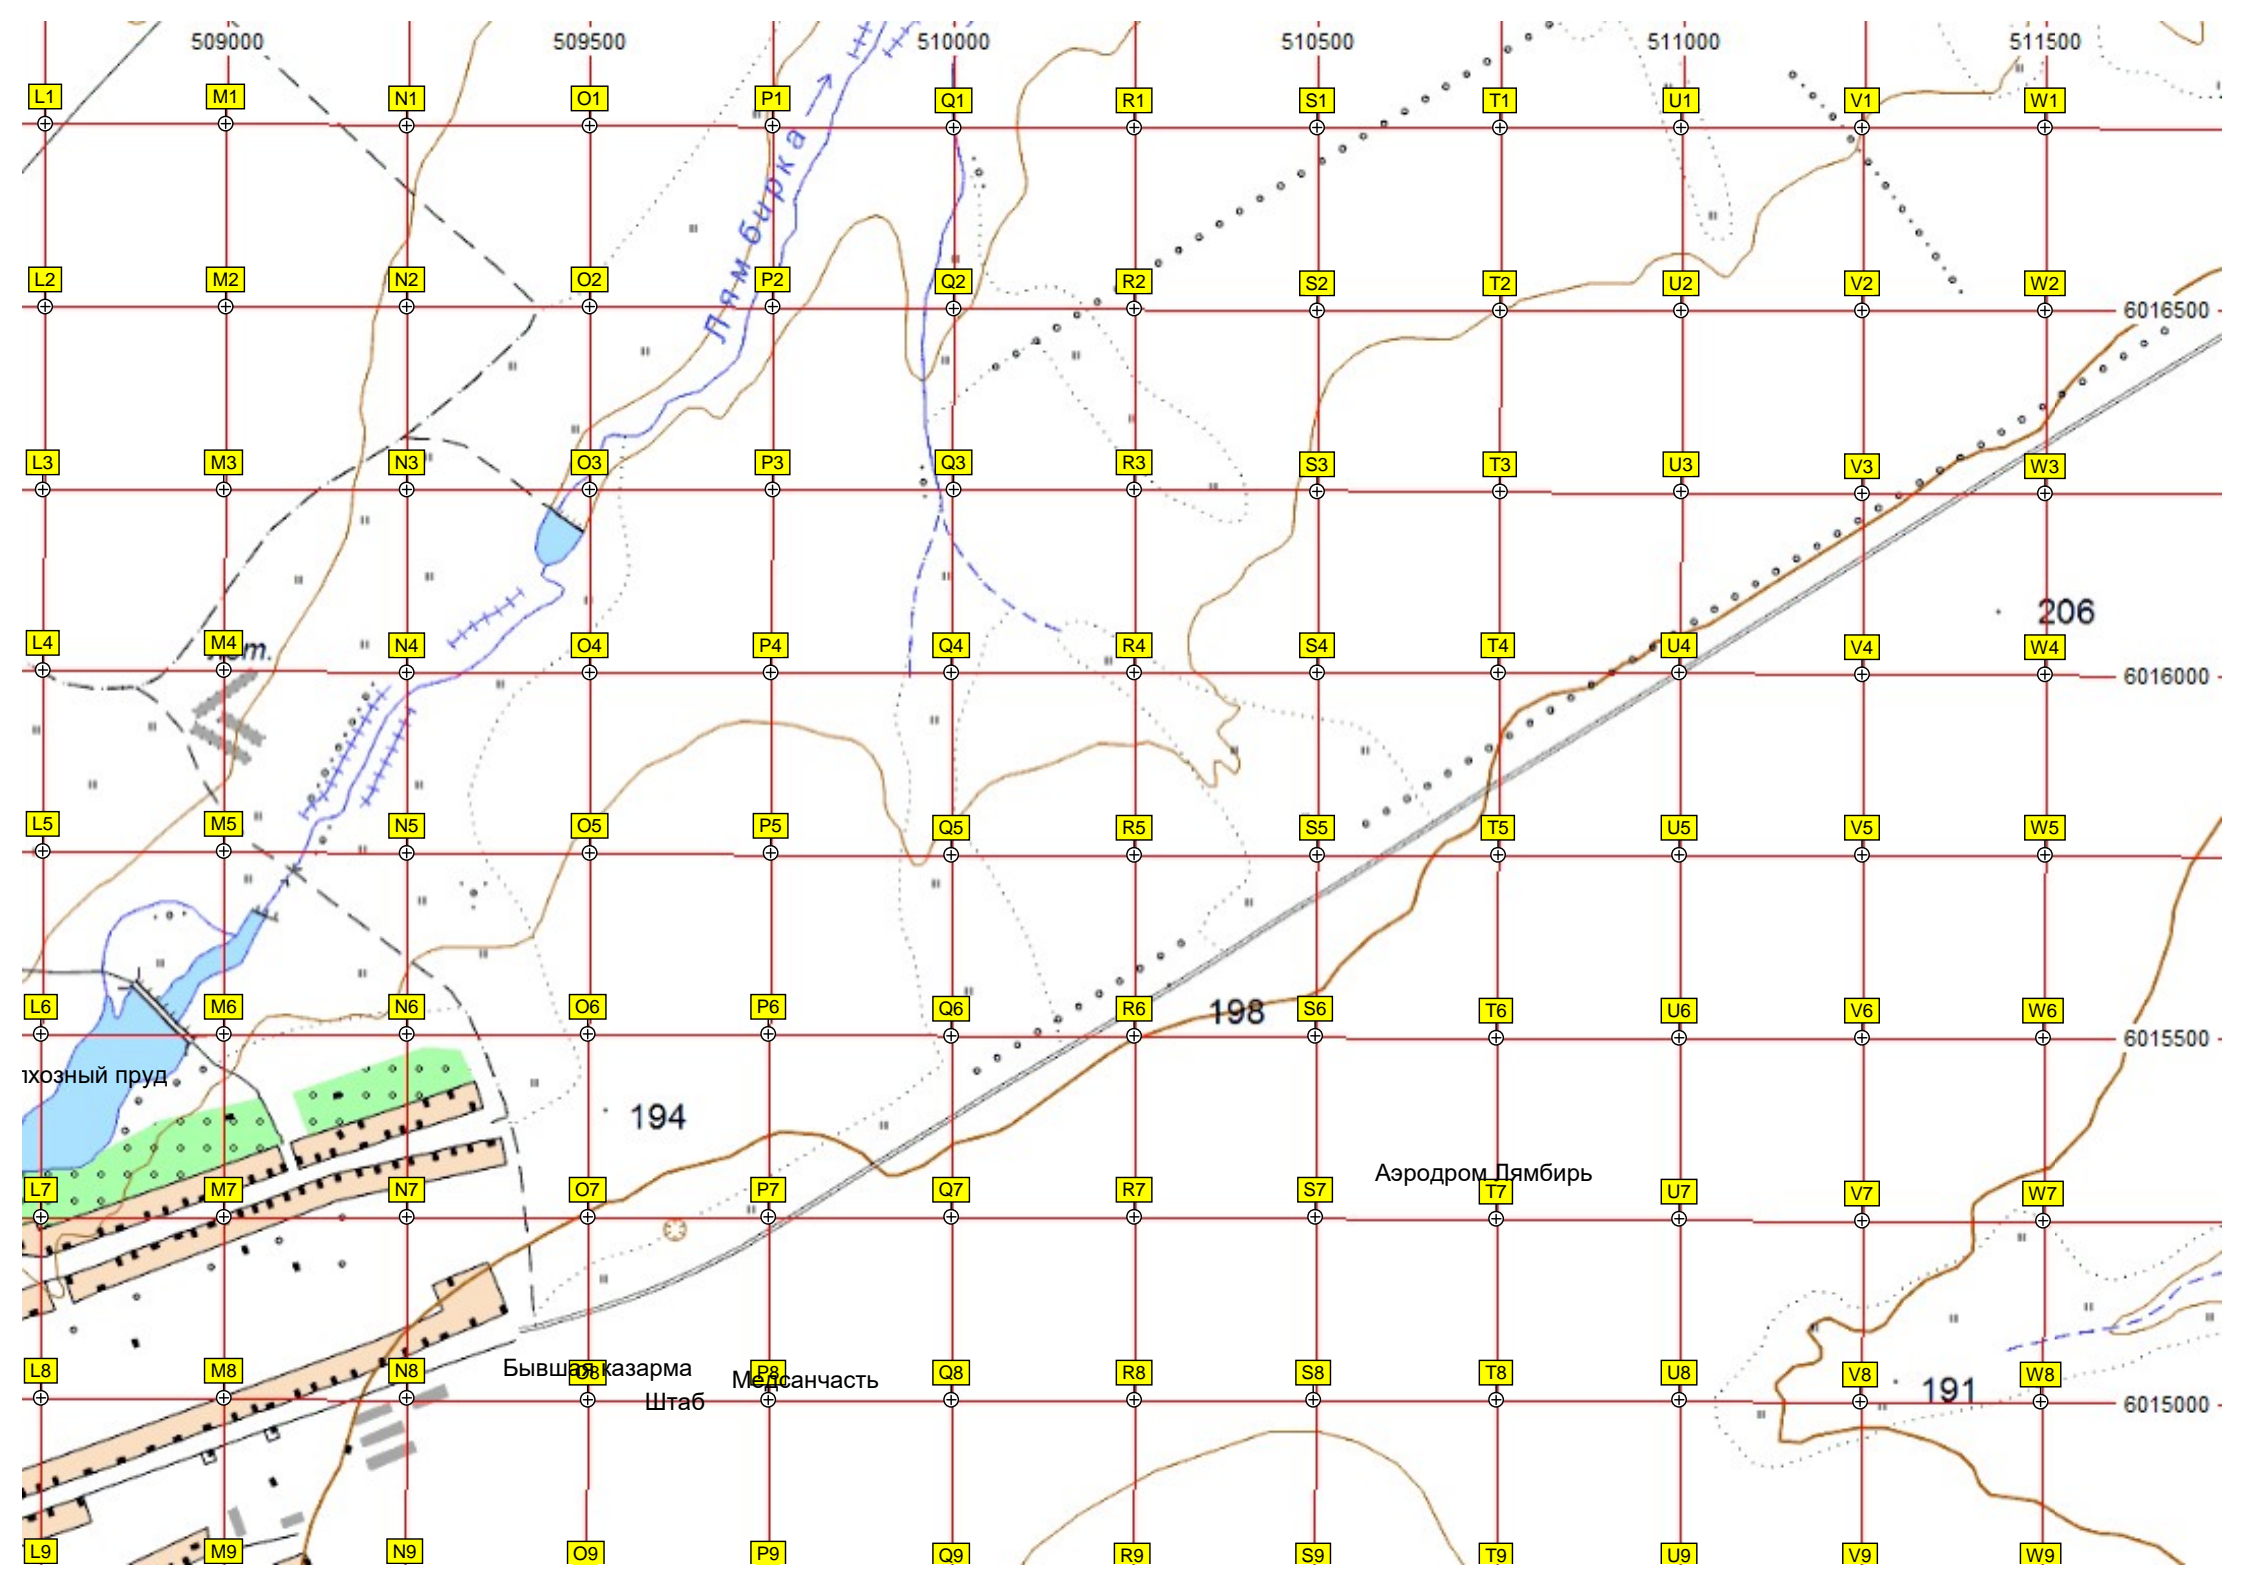 509000 509500 510000 510500 511000 511500
L1 M1 N1 O1 P1 Q1 R1 S1 T1 U1 V1 W1
Лямбирка
L2 M2 N2 O2 P2 Q2 R2 S2 T2 U2 V2 W2
6016500
L3 M3 N3 O3 P3 Q3 R3 S3 T3 U3 V3 W3
206
L4 M4 N4 O4 P4 Q4 R4 S4 T4 U4 V4 W4
6016000
L5 M5 N5 O5 P5 Q5 R5 S5 T5 U5 V5 W5
L6 M6 N6 O6 P6 Q6 R6 198 S6 T6 U6 V6 W6
6015500
лхозный пруд
194
Аэродром Лямбирь
L7 M7 N7 O7 P7 Q7 R7 S7 T7 U7 V7 W7
L8 M8 N8 O8 P8 Q8 R8 S8 T8 U8 V8 W8
Бывшая казарма
Медсанчасть
191
Штаб
6015000
L9 M9 N9 O9 P9 Q9 R9 S9 T9 U9 V9 W9